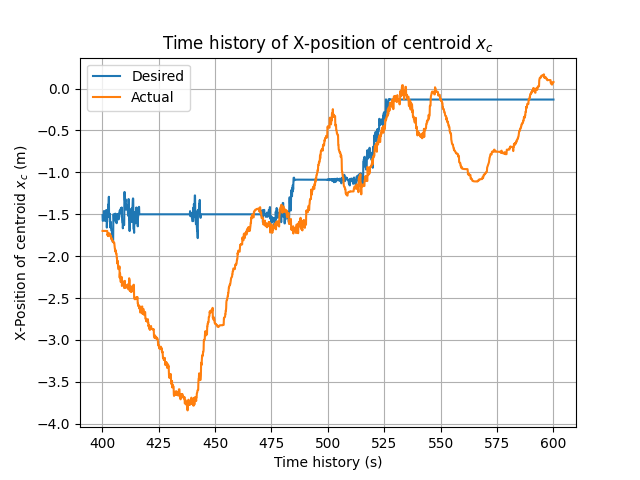 Time history of X-position of centroid x_c
Desired
Actual
X-Position of centroid x_c (m)
0.0
−0.5
−1.0
−1.5
−2.0
−2.5
−3.0
−3.5
−4.0
400 425 450 475 500 525 550 575 600
Time history (s)